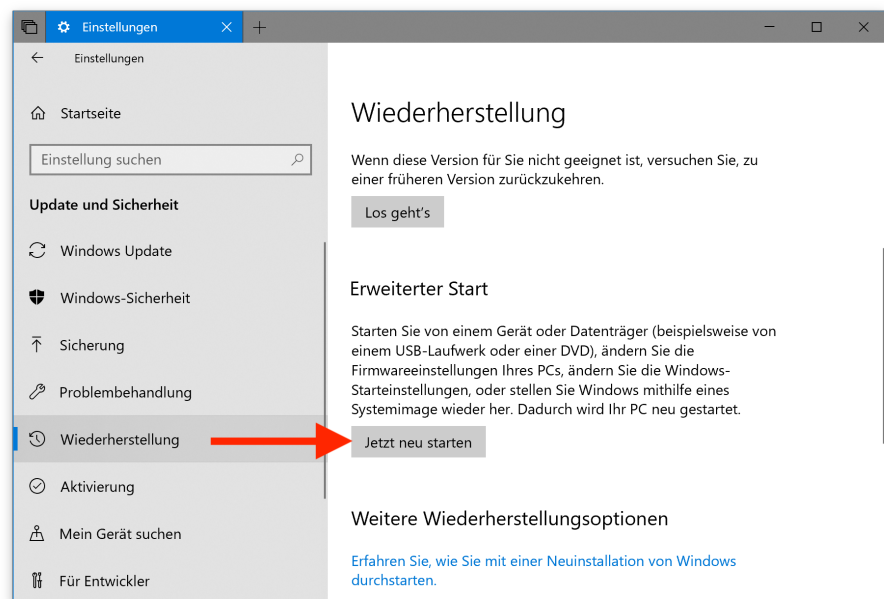 Einstellungen
Einstellungen
Startseite
Einstellung suchen
Update und Sicherheit
Windows Update
Windows-Sicherheit
Sicherung
Problembehandlung
Wiederherstellung
Aktivierung
Mein Gerät suchen
Für Entwickler
Wiederherstellung
Wenn diese Version für Sie nicht geeignet ist, versuchen Sie, zu
einer früheren Version zurückzukehren.
Los geht's
Erweiterter Start
Starten Sie von einem Gerät oder Datenträger (beispielsweise von
einem USB-Laufwerk oder einer DVD), ändern Sie die
Firmwareeinstellungen Ihres PCs, ändern Sie die Windows-
Starteinstellungen, oder stellen Sie Windows mithilfe eines
Systemimage wieder her. Dadurch wird Ihr PC neu gestartet.
Jetzt neu starten
Weitere Wiederherstellungsoptionen
Erfahren Sie, wie Sie mit einer Neuinstallation von Windows
durchstarten.